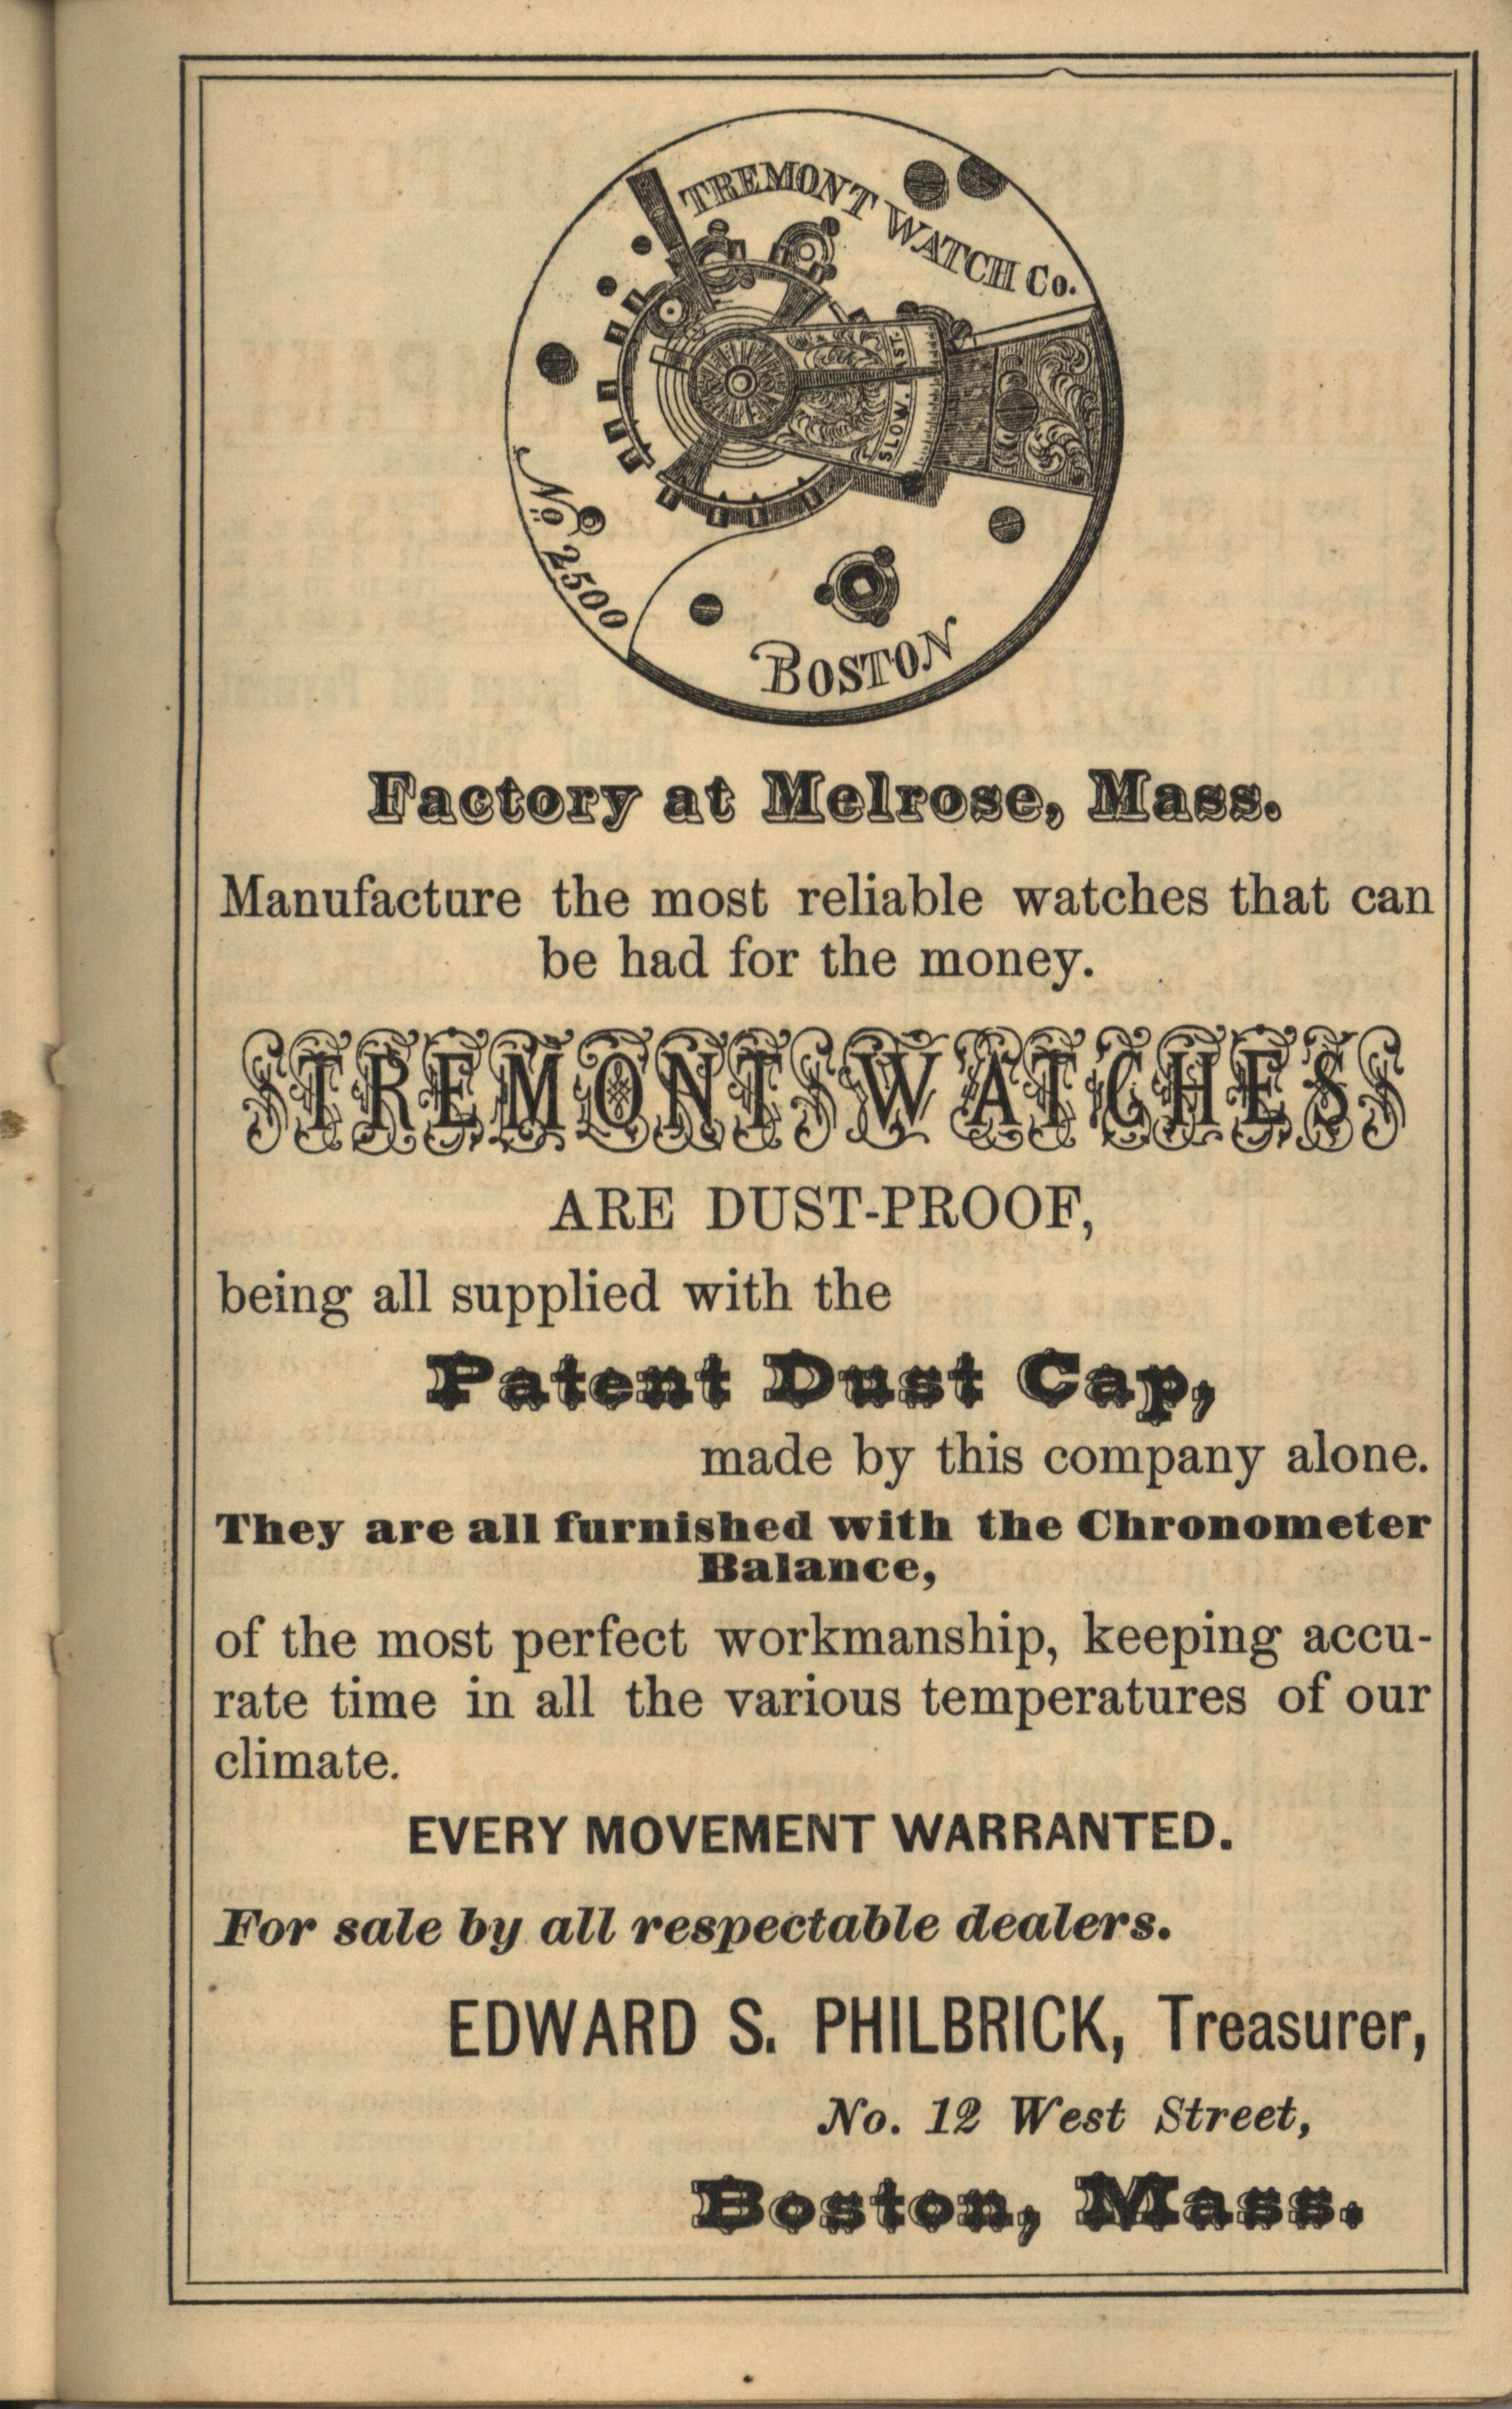 TREMONT WATCH Co.
ST.
SLOW.
No 2500
BOSTON
Factory at Melrose, Mass.
Manufacture the most reliable watches that can
be had for the money.
TREMONT WATCHES
ARE DUST-PROOF,
being all supplied with the
Patent Dust Cap,
made by this company alone.
They are all furnished with the Chronometer
Balance,
of the most perfect workmanship, keeping accu-
rate time in all the various temperatures of our
climate.
EVERY MOVEMENT WARRANTED.
For sale by all respectable dealers.
EDWARD S. PHILBRICK, Treasurer,
No. 12 West Street,
Boston, Mass.